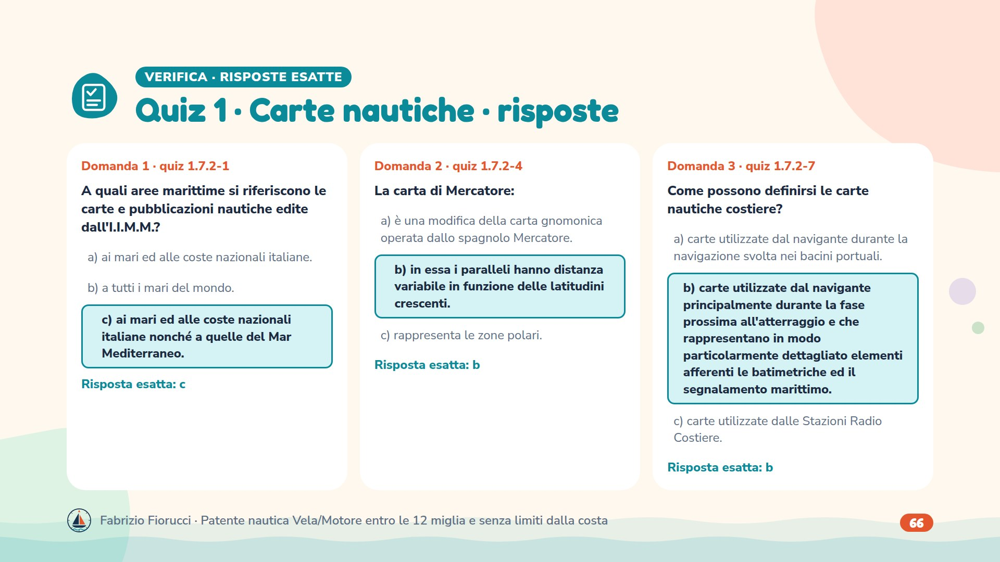 VERIFICA · RISPOSTE ESATTE
Quiz 1 · Carte nautiche · risposte
Domanda 1 · quiz 1.7.2-1
A quali aree marittime si riferiscono le
carte e pubblicazioni nautiche edite
dall'I.I.M.M.?
a) ai mari ed alle coste nazionali italiane.
b) a tutti i mari del mondo.
c) ai mari ed alle coste nazionali
italiane nonché a quelle del Mar
Mediterraneo.
Risposta esatta: c
Domanda 2 · quiz 1.7.2-4
La carta di Mercatore:
a) è una modifica della carta gnomonica
operata dallo spagnolo Mercatore.
b) in essa i paralleli hanno distanza
variabile in funzione delle latitudini
crescenti.
c) rappresenta le zone polari.
Risposta esatta: b
Domanda 3 · quiz 1.7.2-7
Come possono definirsi le carte
nautiche costiere?
a) carte utilizzate dal navigante durante la
navigazione svolta nei bacini portuali.
b) carte utilizzate dal navigante
principalmente durante la fase
prossima all'atterraggio e che
rappresentano in modo
particolarmente dettagliato elementi
afferenti le batimetriche ed il
segnalamento marittimo.
c) carte utilizzate dalle Stazioni Radio
Costiere.
Risposta esatta: b
Fabrizio Fiorucci · Patente nautica Vela/Motore entro le 12 miglia e senza limiti dalla costa
66